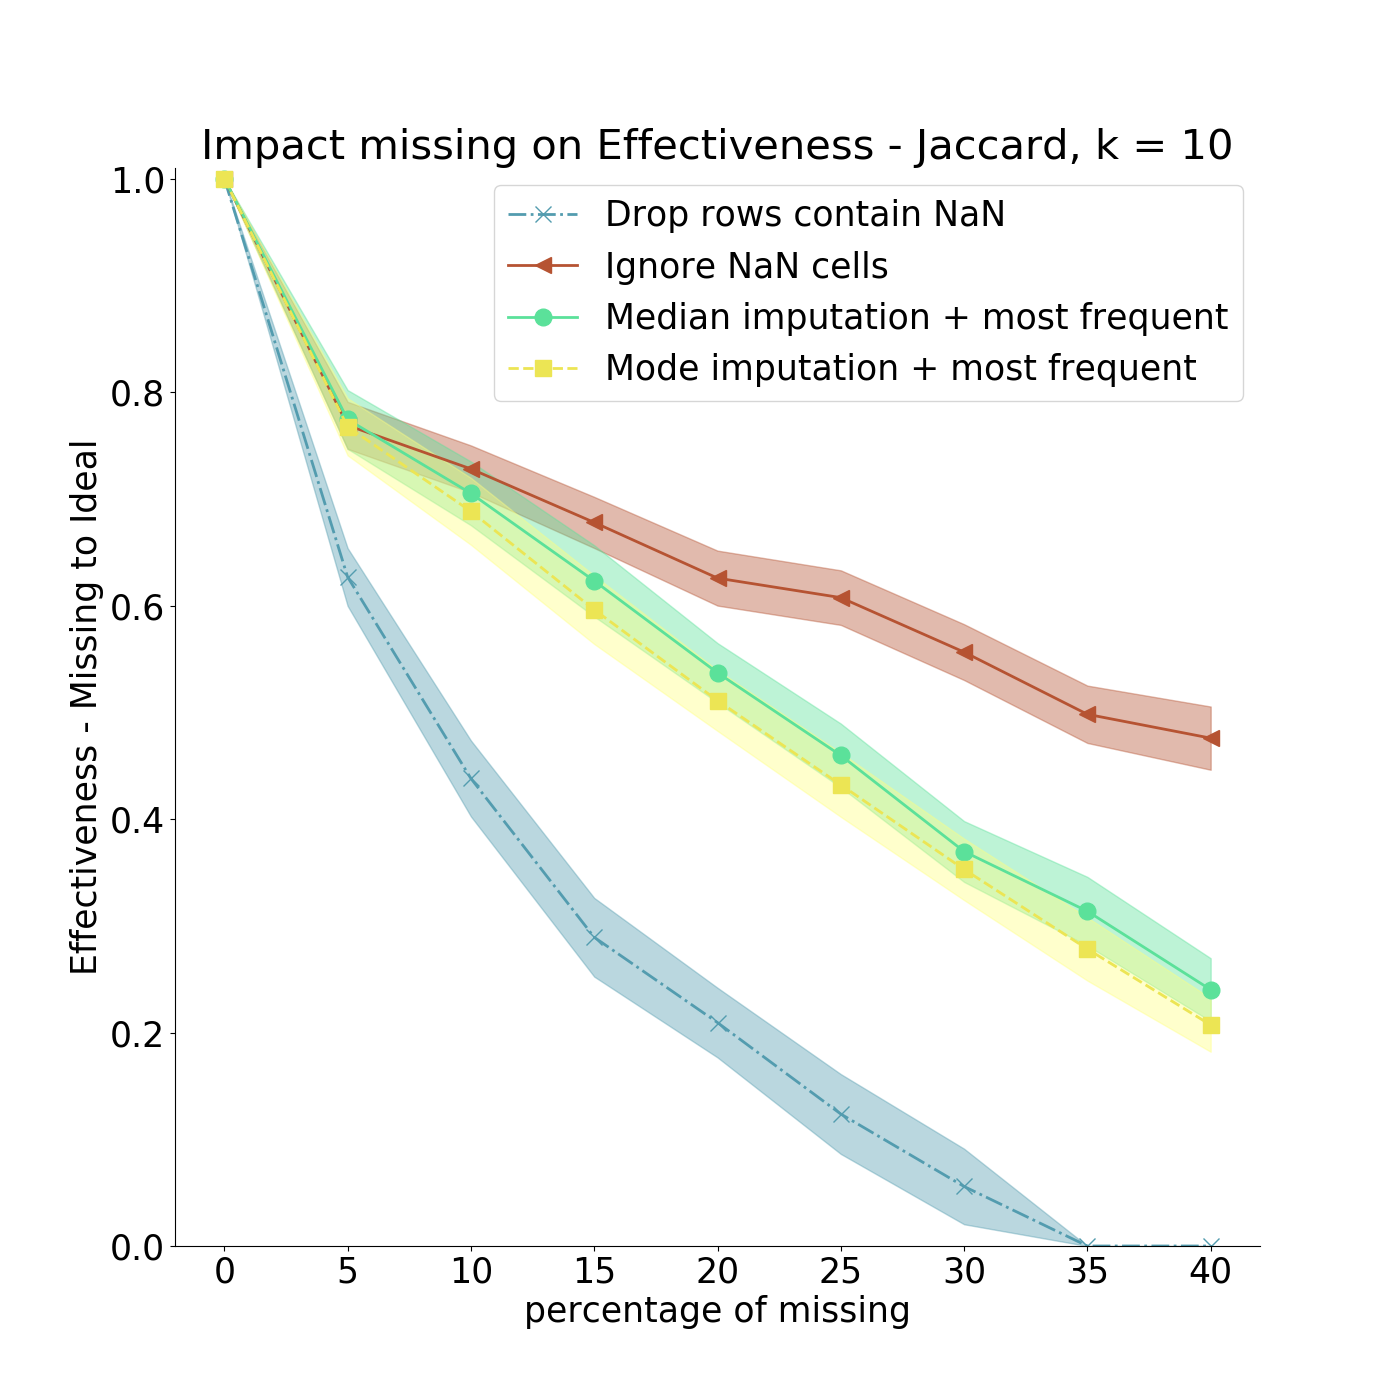 Impact missing on Effectiveness - Jaccard, k = 10
Drop rows contain NaN
Ignore NaN cells
Median imputation + most frequent
Mode imputation + most frequent
Effectiveness - Missing to Ideal
1.0
0.8
0.6
0.4
0.2
0.0
0 5 10 15 20 25 30 35 40
percentage of missing